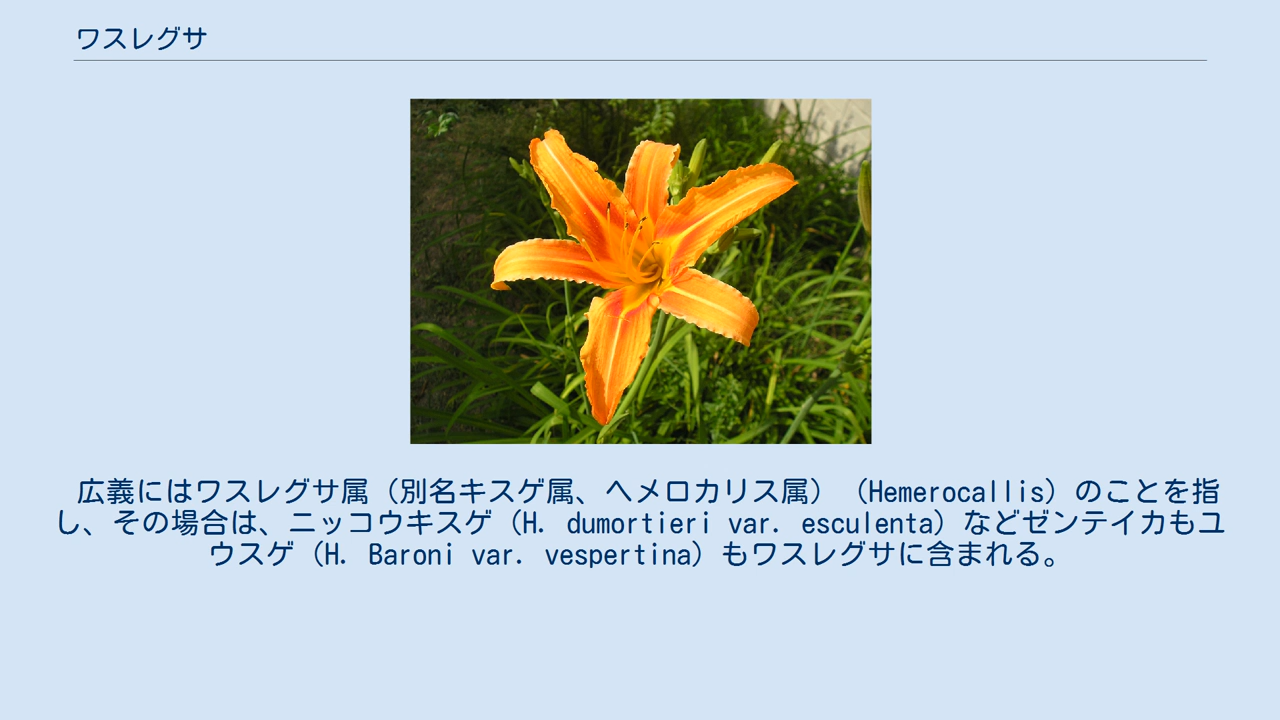 ワスレグサ
広義にはワスレグサ属（別名キスゲ属、ヘメロカリス属）（Hemerocallis）のことを指
し、その場合は、ニッコウキスゲ（H. dumortieri var. esculenta）などゼンテイカもユ
ウスゲ（H. Baroni var. vespertina）もワスレグサに含まれる。